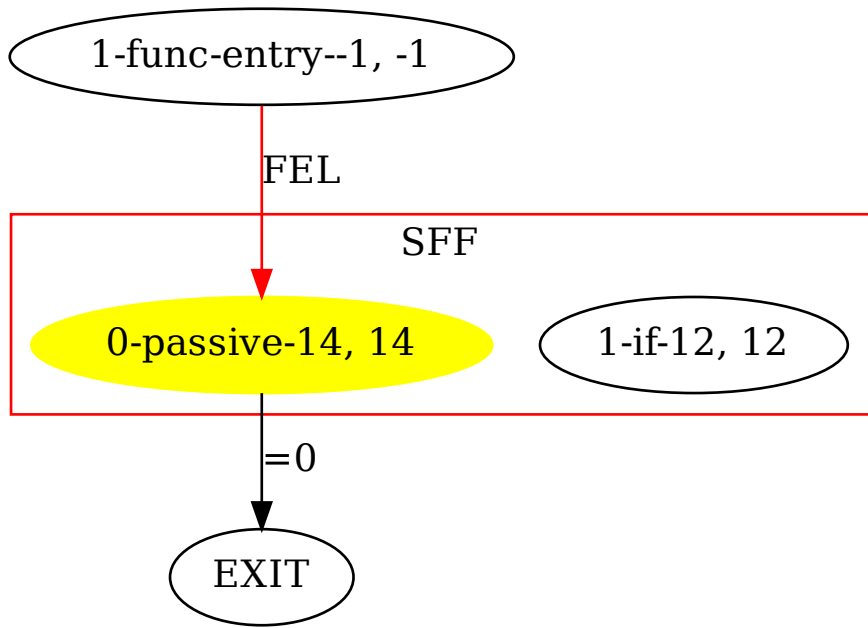 1-func-entry--1, -1
FEL
SFF
0-passive-14, 14
1-if-12, 12
=0
EXIT